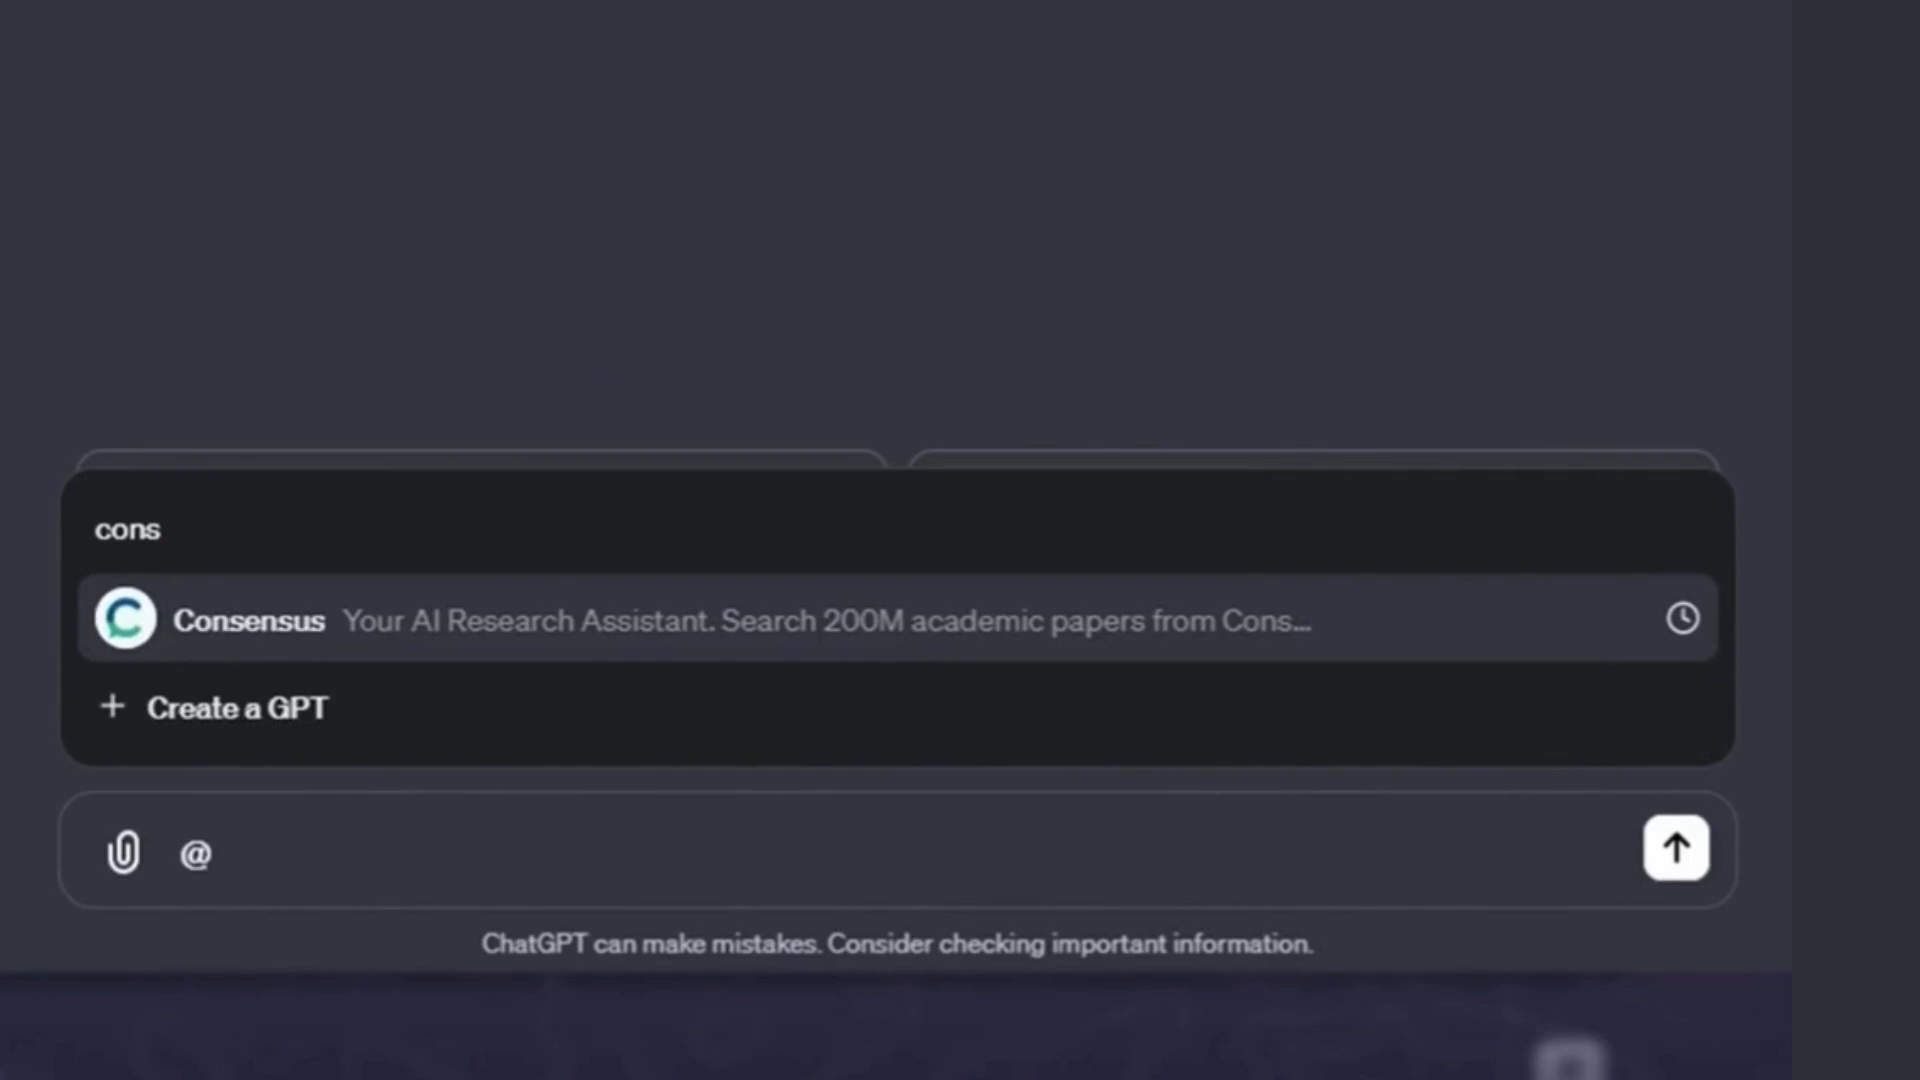 cons
Consensus Your AI Research Assistant. Search 200M academic papers from Cons...
+ Create a GPT
@
ChatGPT can make mistakes. Consider checking important information.